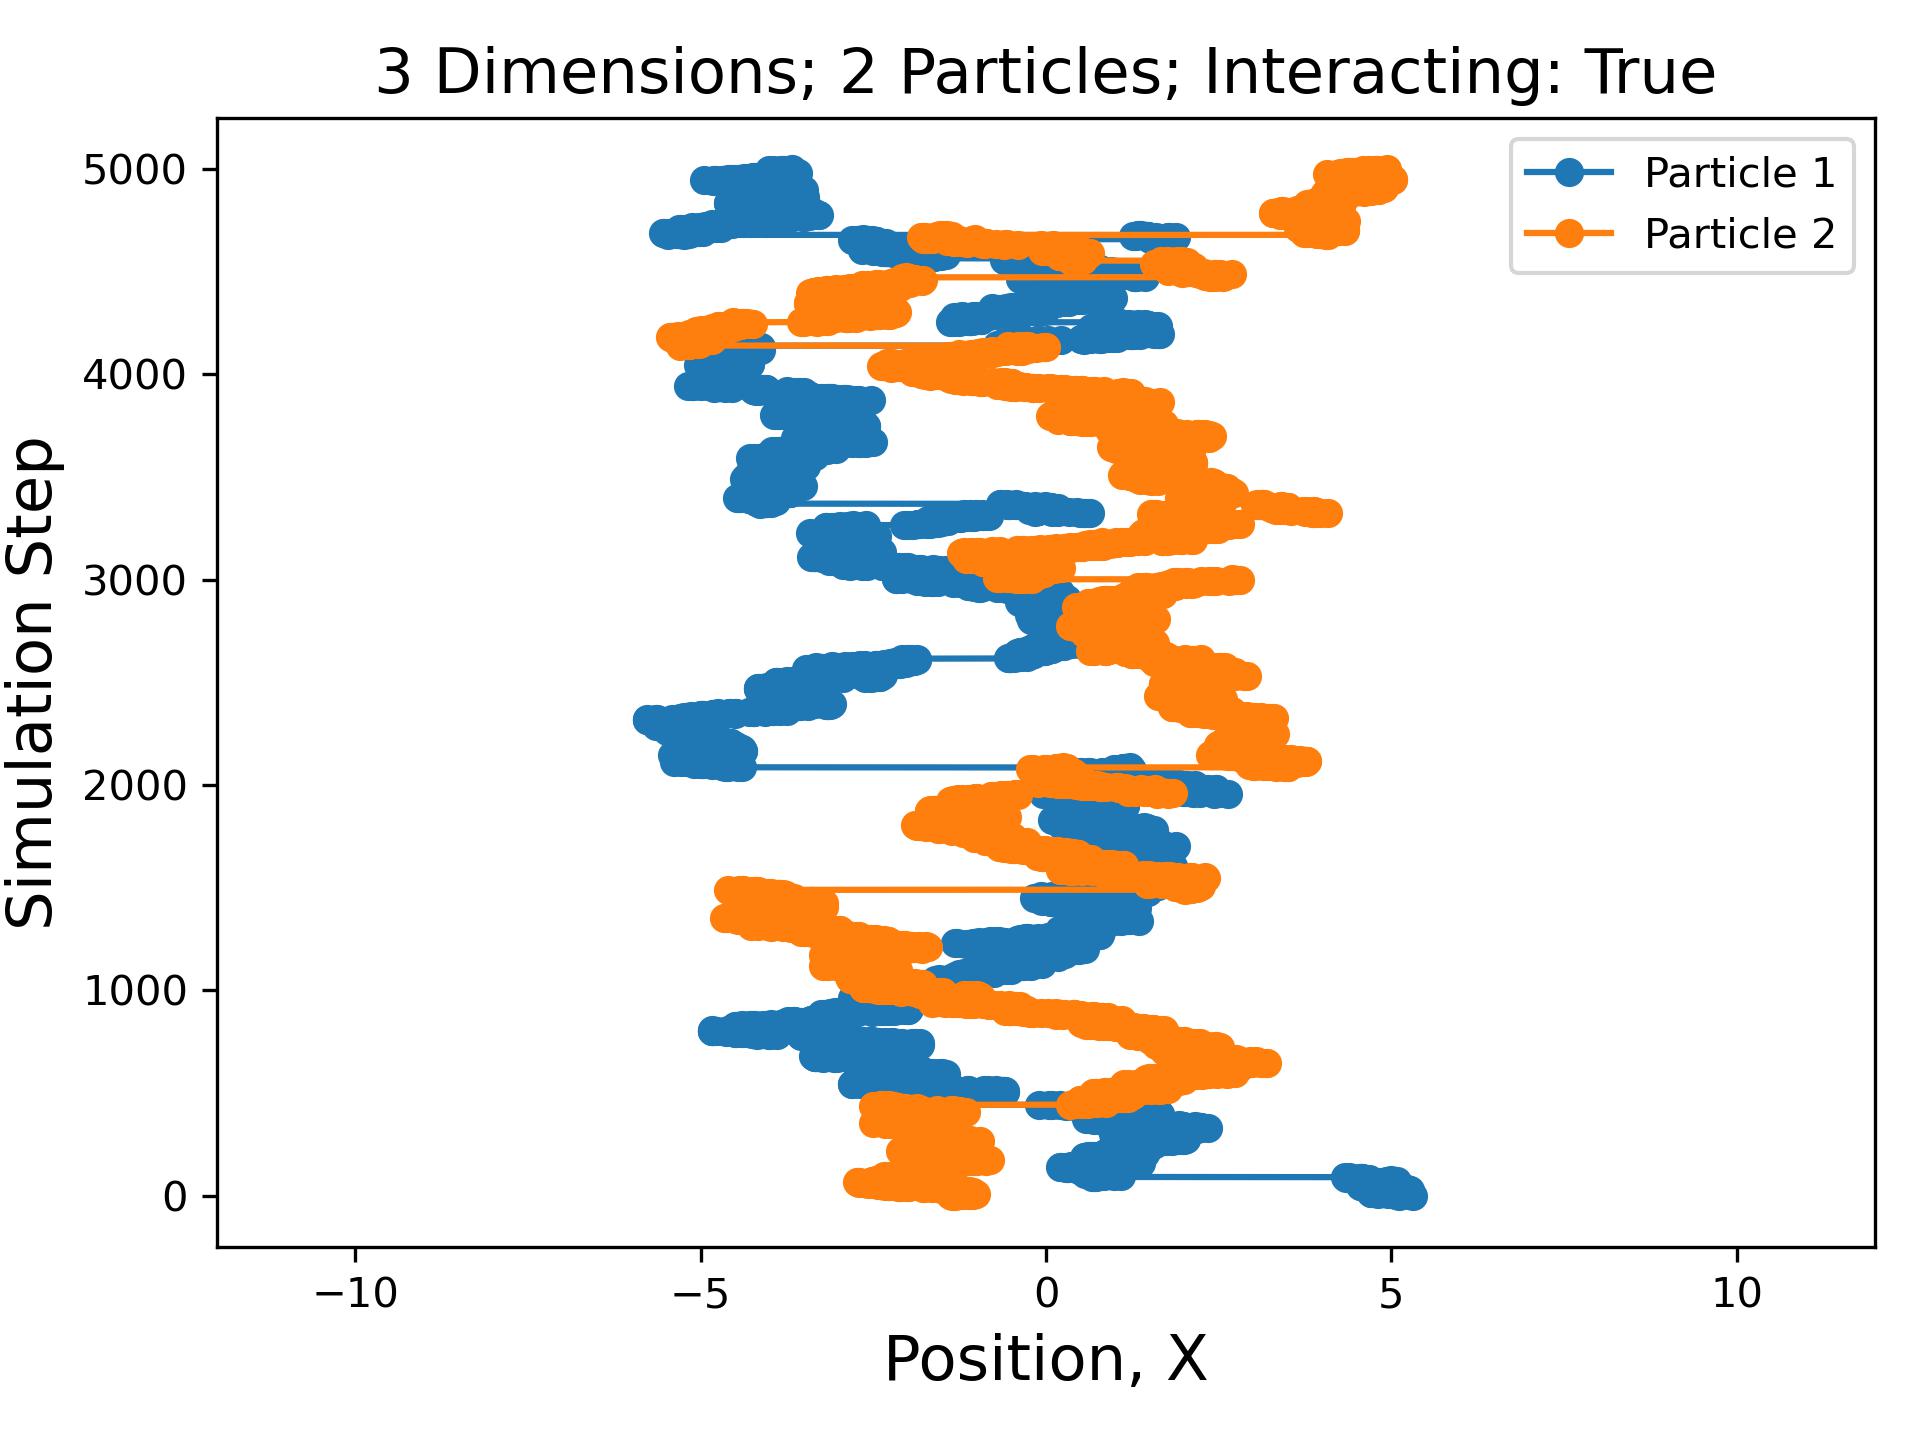 3 Dimensions; 2 Particles; Interacting: True
Particle 1
Particle 2
5000
4000
3000
2000
1000
0
Simulation Step
−10
−5
0
5
10
Position, X